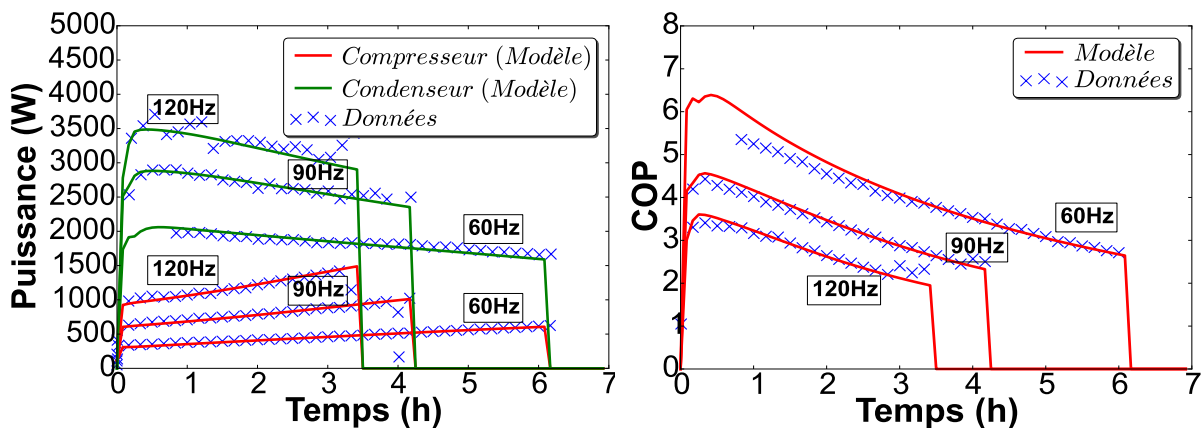 5000
4500
4000
3500
3000
2500
2000
1500
1000
500
0
0 1 2 3 4 5 6 7
Puissance (W)
Temps (h)
Compresseur (Modèle)
Condenseur (Modèle)
Données
120Hz
90Hz
60Hz
120Hz
90Hz
60Hz
8
7
6
5
4
3
2
1
0
0 1 2 3 4 5 6 7
COP
Temps (h)
Modèle
Données
60Hz
90Hz
120Hz